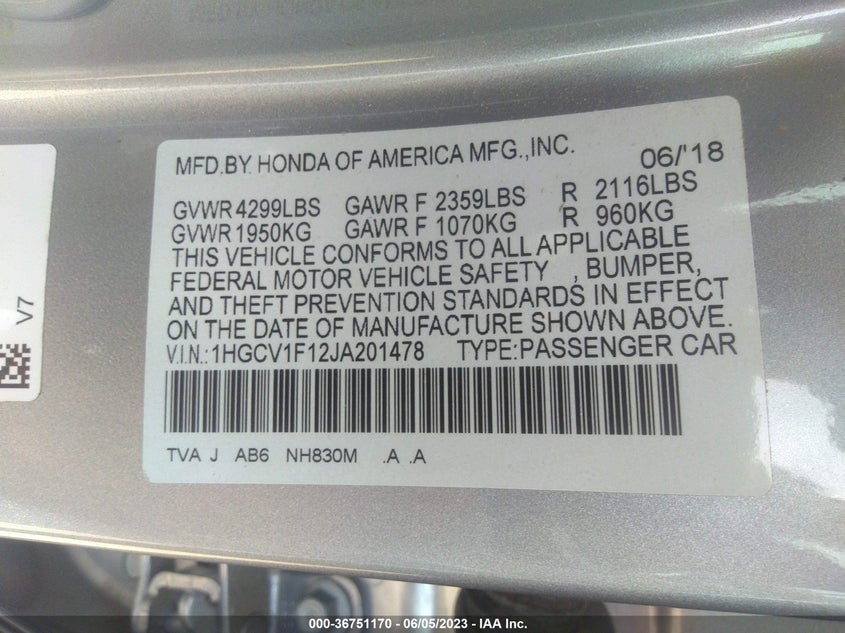 MFD.BY. HONDA OF AMERICA MFG.,INC. 06/'18
GVWR 4299LBS GAWR F 2359LBS R 2116LBS
GVWR 1950KG GAWR F 1070KG R 960KG
THIS VEHICLE CONFORMS TO ALL APPLICABLE
FEDERAL MOTOR VEHICLE SAFETY , BUMPER,
AND THEFT PREVENTION STANDARDS IN EFFECT
ON THE DATE OF MANUFACTURE SHOWN ABOVE.
V.I.N.:1HGCV1F12JA201478 TYPE:PASSENGER CAR
TVA J AB6 NH830M .A .A
V7
000-36751170 - 06/05/2023 - IAA Inc.